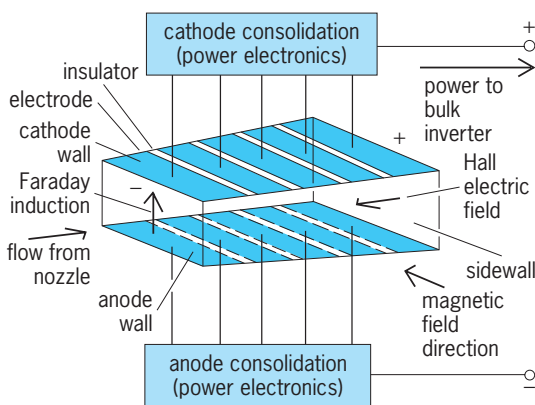 cathode consolidation
(power electronics)
+
insulator
electrode
cathode
wall
Faraday
induction
−
+
power to
bulk
inverter
Hall
electric
field
flow from
nozzle
anode
wall
sidewall
magnetic
field
direction
anode consolidation
(power electronics)
−